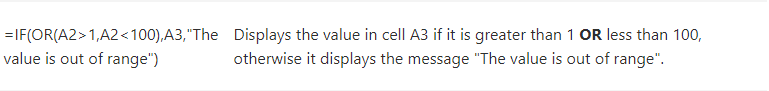 =IF(OR(A2>1,A2<100),A3,"The value is out of range")
Displays the value in cell A3 if it is greater than 1 OR less than 100,
otherwise it displays the message "The value is out of range".